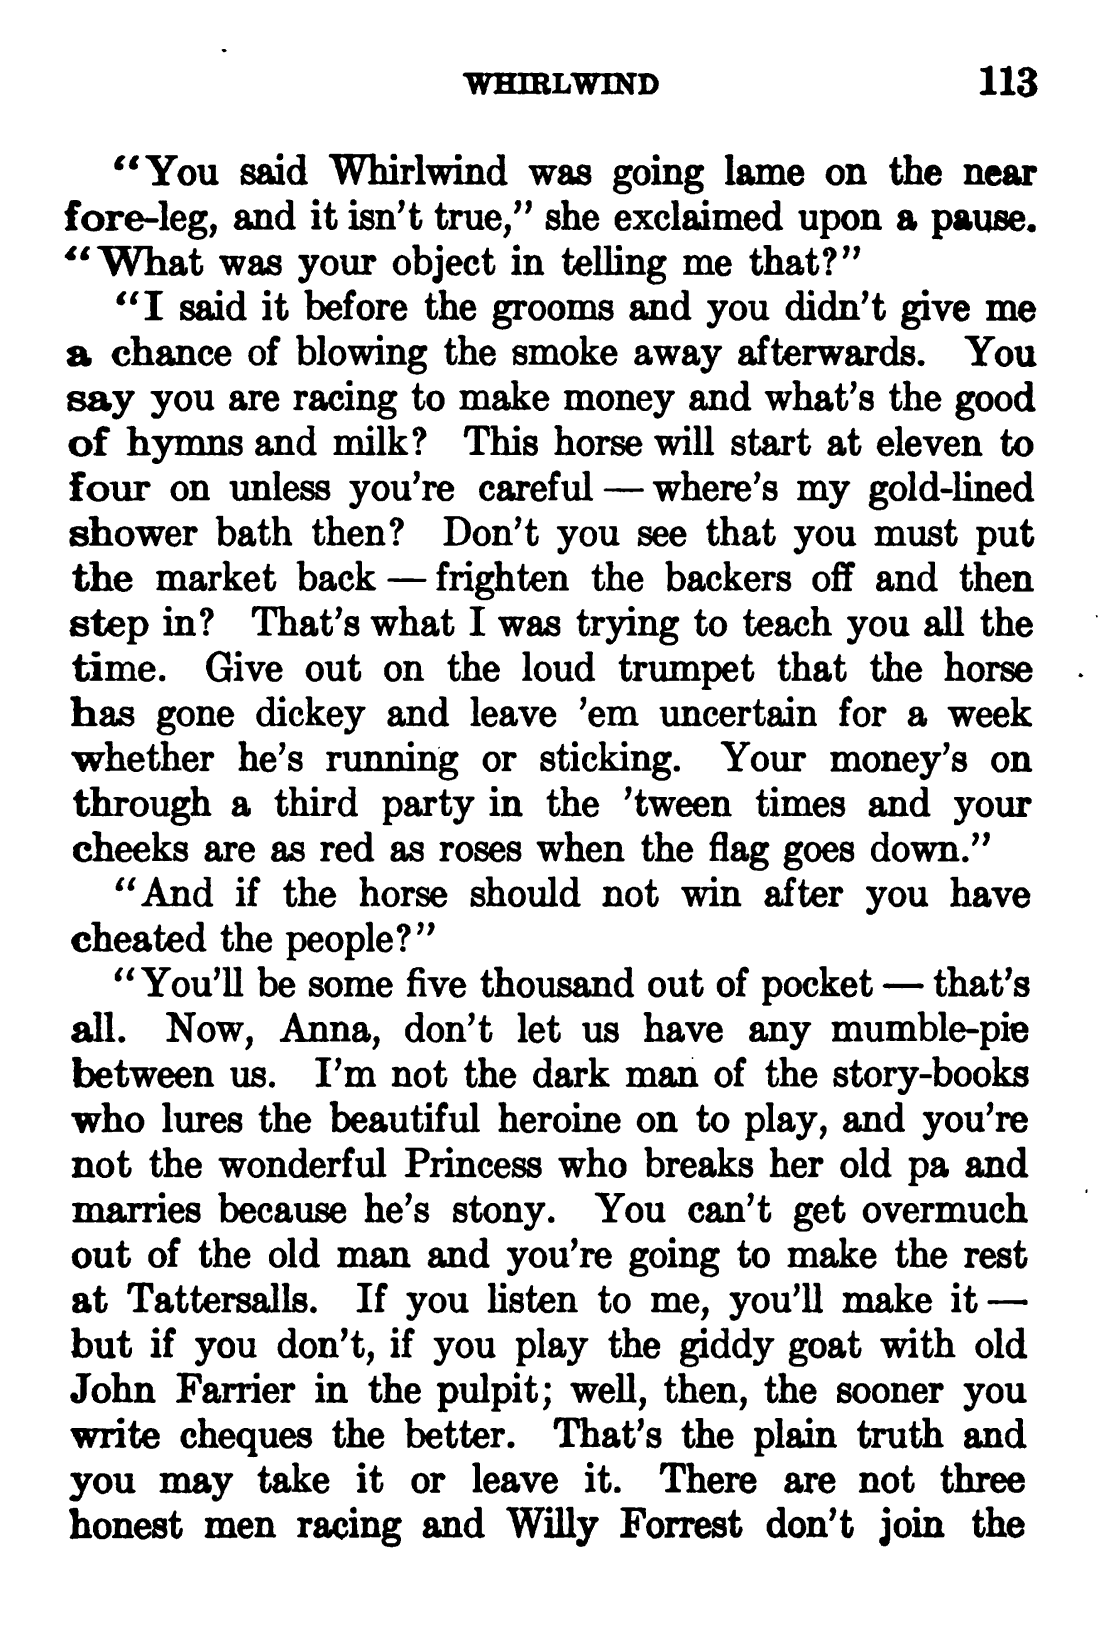 WHIRLWIND 113
"You said Whirlwind was going lame on the near
fore-leg, and it isn't true," she exclaimed upon a pause.
"What was your object in telling me that?"
"I said it before the grooms and you didn't give me
a chance of blowing the smoke away afterwards. You
say you are racing to make money and what's the good
of hymns and milk? This horse will start at eleven to
four on unless you're careful — where's my gold-lined
shower bath then? Don't you see that you must put
the market back — frighten the backers off and then
step in? That's what I was trying to teach you all the
time. Give out on the loud trumpet that the horse
has gone dickey and leave 'em uncertain for a week
whether he's running or sticking. Your money's on
through a third party in the 'tween times and your
cheeks are as red as roses when the flag goes down."
"And if the horse should not win after you have
cheated the people?"
"You'll be some five thousand out of pocket — that's
all. Now, Anna, don't let us have any mumble-pie
between us. I'm not the dark man of the story-books
who lures the beautiful heroine on to play, and you're
not the wonderful Princess who breaks her old pa and
marries because he's stony. You can't get overmuch
out of the old man and you're going to make the rest
at Tattersalls. If you listen to me, you'll make it —
but if you don't, if you play the giddy goat with old
John Farrier in the pulpit; well, then, the sooner you
write cheques the better. That's the plain truth and
you may take it or leave it. There are not three
honest men racing and Willy Forrest don't join the